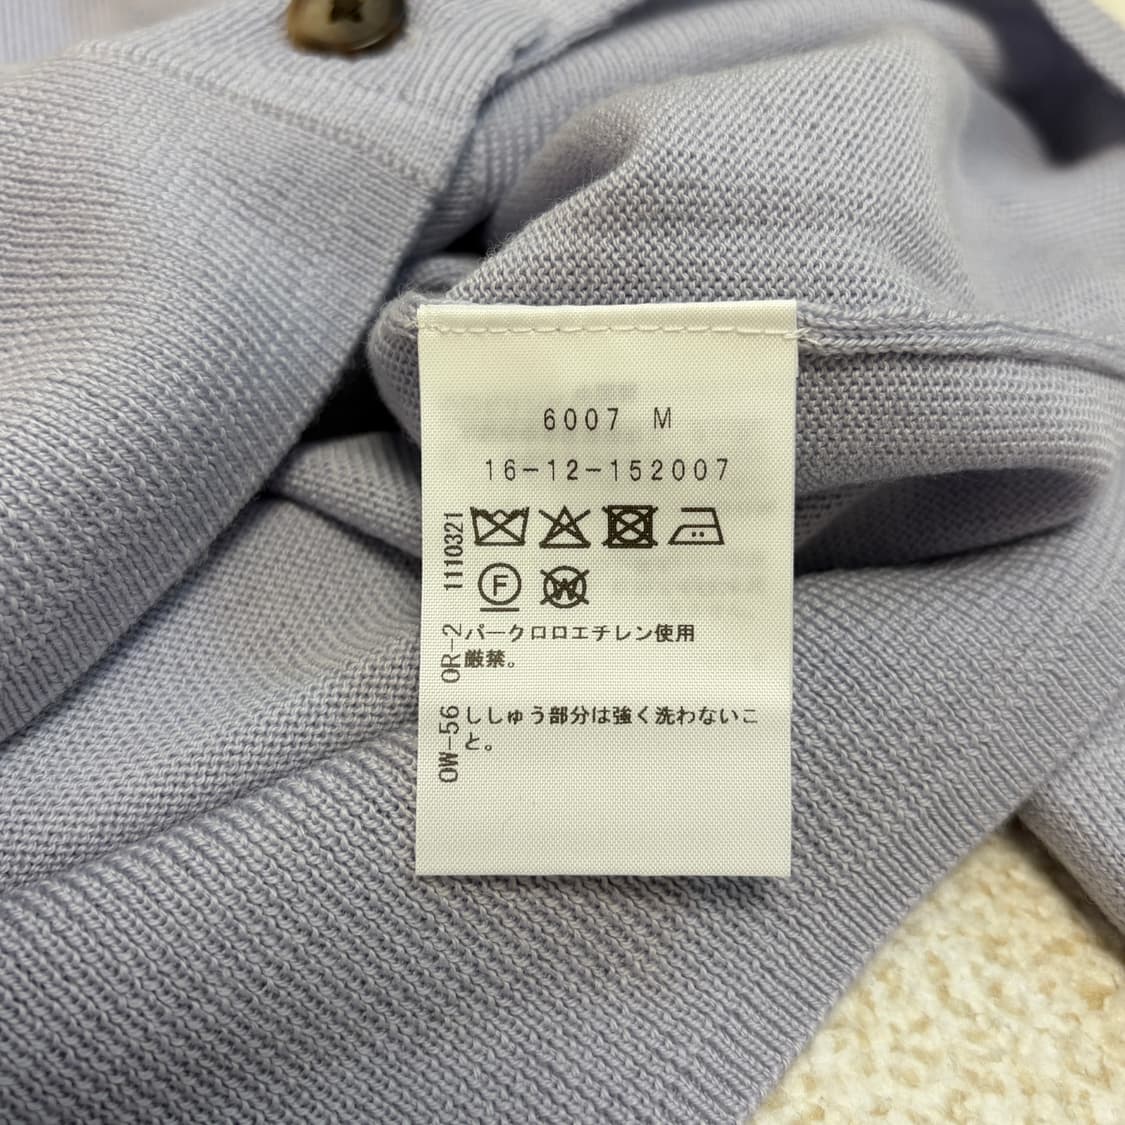 6007 M
16-12-152007
F
W
パークロロエチレン使用
厳禁。
ししゅう部分は強く洗わないこ
と。
OW-56 OR-2 1110321